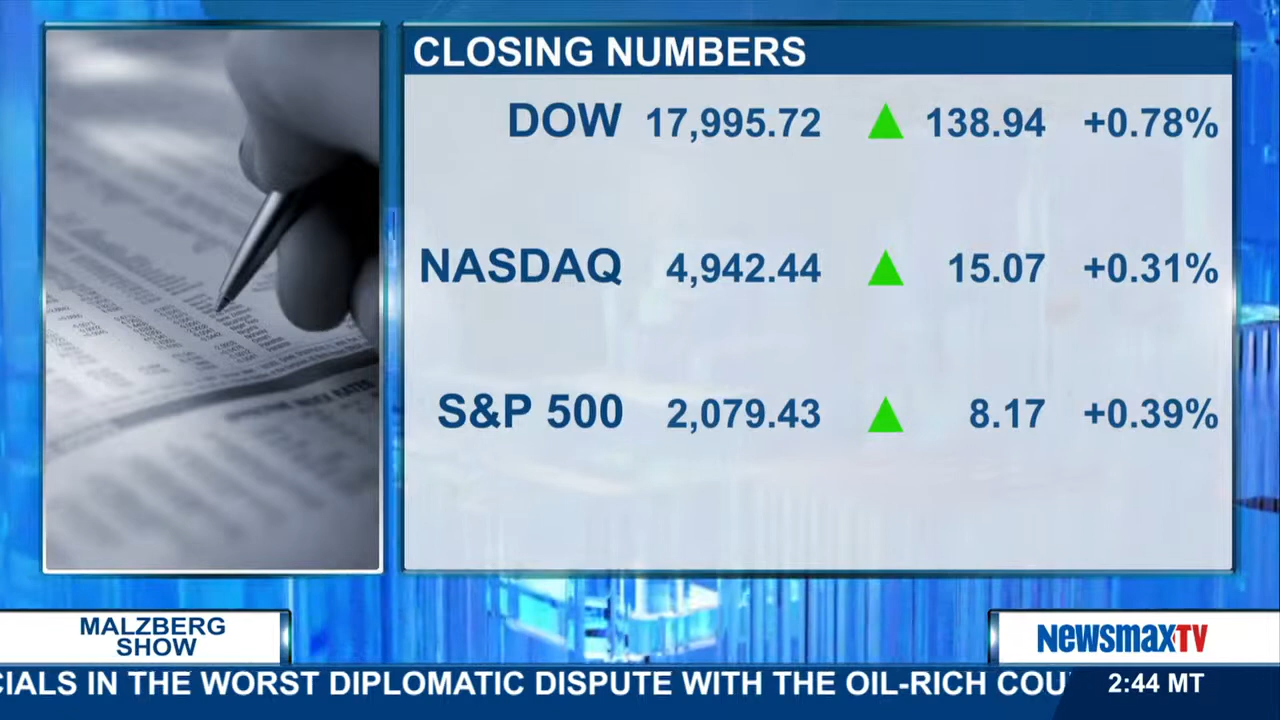 CLOSING NUMBERS
DOW 17,995.72 ▲ 138.94 +0.78%
NASDAQ 4,942.44 ▲ 15.07 +0.31%
S&P 500 2,079.43 ▲ 8.17 +0.39%
MALZBERG
SHOW
NEWSMAXTV
CIALS IN THE WORST DIPLOMATIC DISPUTE WITH THE OIL-RICH COU
2:44 MT